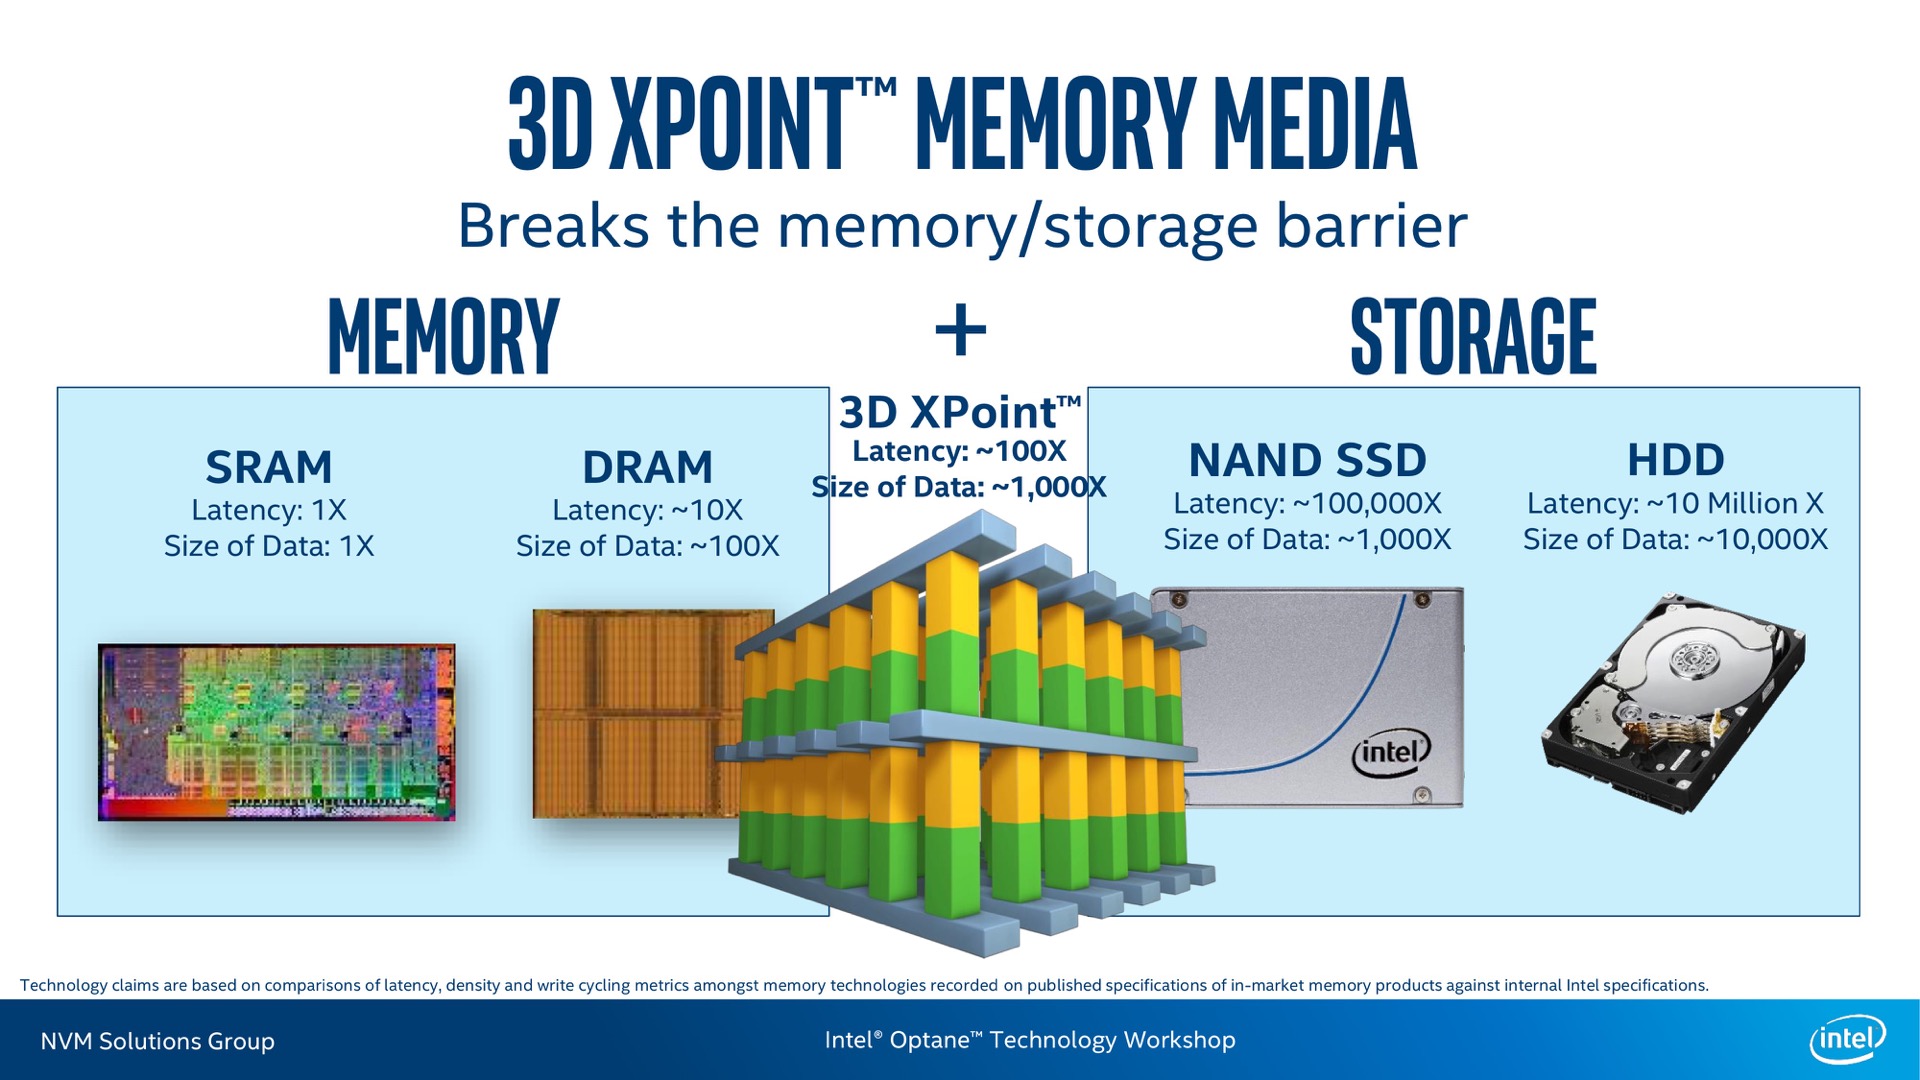 3D XPOINT™ MEMORY MEDIA
Breaks the memory/storage barrier
MEMORY
+
STORAGE
SRAM
Latency: 1X
Size of Data: 1X
DRAM
Latency: ~10X
Size of Data: ~100X
3D XPoint™
Latency: ~100X
Size of Data: ~1,000X
NAND SSD
Latency: ~100,000X
Size of Data: ~1,000X
HDD
Latency: ~10 Million X
Size of Data: ~10,000X
intel
Technology claims are based on comparisons of latency, density and write cycling metrics amongst memory technologies recorded on published specifications of in-market memory products against internal Intel specifications.
NVM Solutions Group
Intel® Optane™ Technology Workshop
intel